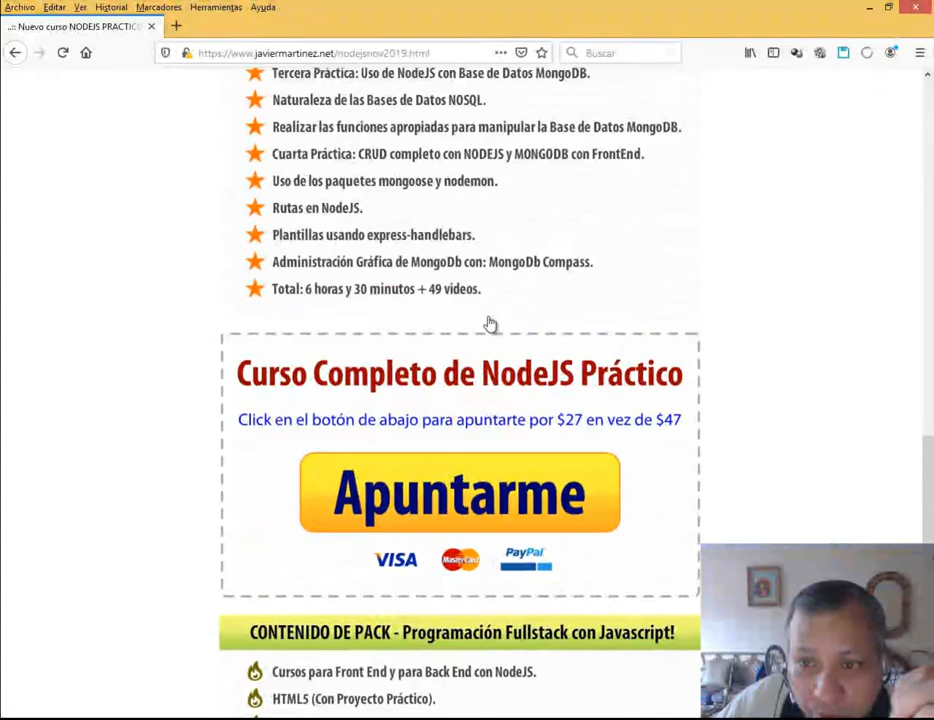 Archivo Editar Ver Historial Marcadores Herramientas Ayuda
..:: Nuevo curso NODEJS PRACTICO
https://www.javiermartinez.net/nodejsnov2019.html
Buscar
Tercera Práctica: Uso de NodeJS con Base de Datos MongoDB.
Naturaleza de las Bases de Datos NOSQL.
Realizar las funciones apropiadas para manipular la Base de Datos MongoDB.
Cuarta Práctica: CRUD completo con NODEJS y MONGODB con FrontEnd.
Uso de los paquetes mongoose y nodemon.
Rutas en NodeJS.
Plantillas usando express-handlebars.
Administración Gráfica de MongoDb con: MongoDb Compass.
Total: 6 horas y 30 minutos + 49 videos.
Curso Completo de NodeJS Práctico
Click en el botón de abajo para apuntarte por $27 en vez de $47
Apuntarme
VISA MasterCard PayPal
CONTENIDO DE PACK - Programación Fullstack con Javascript!
Cursos para Front End y para Back End con NodeJS.
HTML5 (Con Proyecto Práctico).